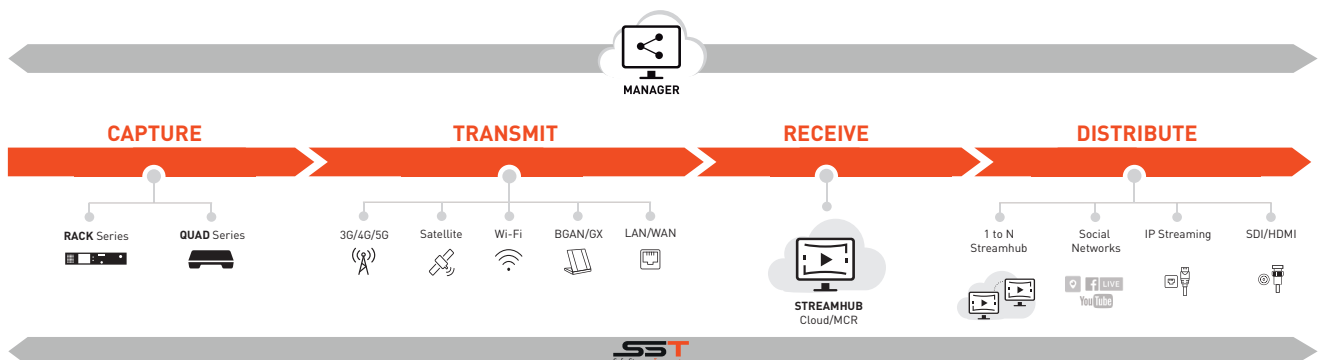 MANAGER
CAPTURE
TRANSMIT
RECEIVE
DISTRIBUTE
RACK Series
QUAD Series
3G/4G/5G
Satellite
Wi-Fi
BGAN/GX
LAN/WAN
STREAMHUB
Cloud/MCR
1 to N
Streamhub
Social
Networks
IP Streaming
SDI/HDMI
LIVE
YouTube
SST